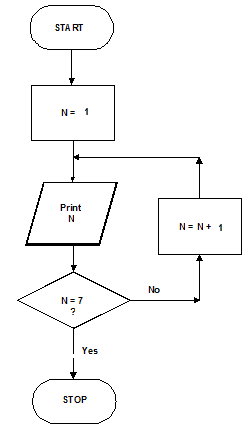 START
N = 1
Print
N
N = N + 1
N = 7
?
No
Yes
STOP